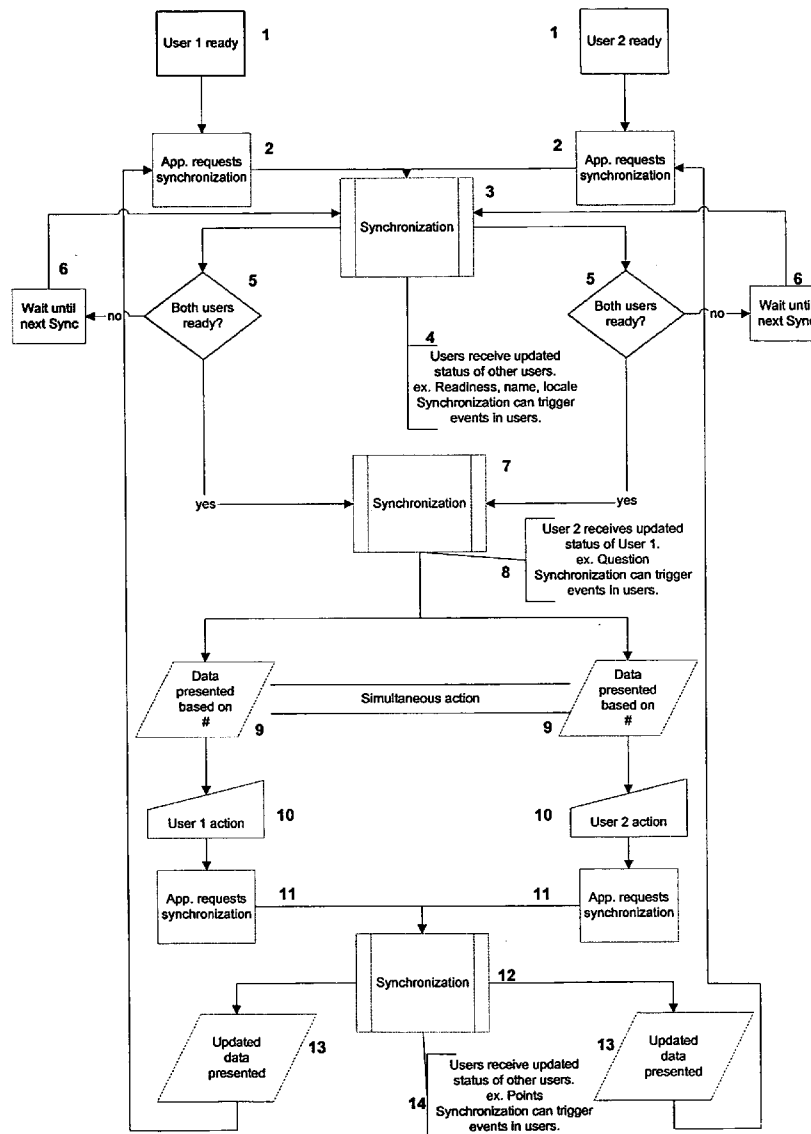 User 1 ready
1
1
User 2 ready
App. requests
synchronization
2
2
App. requests
synchronization
3
Synchronization
6
5
5
6
Wait until
next Sync
no
Both users
ready?
Both users
ready?
no
Wait until
next Sync
4
Users receive updated
status of other users.
ex. Readiness, name, locale
Synchronization can trigger
events in users.
7
yes
Synchronization
yes
8
User 2 receives updated
status of User 1.
ex. Question
Synchronization can trigger
events in users.
Data
presented
based on
#
9
Simultaneous action
Data
presented
based on
#
9
User 1 action
10
10
User 2 action
App. requests
synchronization
11
11
App. requests
synchronization
Synchronization
12
Updated
data
presented
13
13
Updated
data
presented
14
Users receive updated
status of other users.
ex. Points
Synchronization can trigger
events in users.